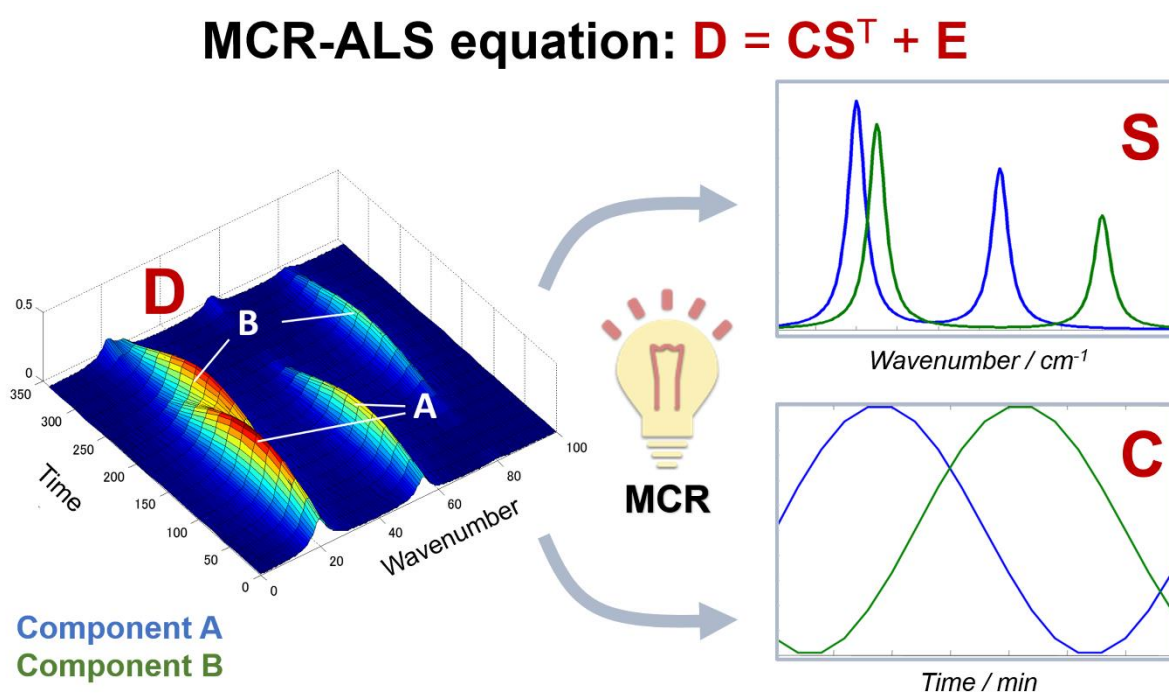 MCR-ALS equation: D = CSᵀ + E
D
B
A
0.5
0
350
300
250
200
150
100
50
0
0
20
40
60
80
100
Time
Wavenumber
Component A
Component B
MCR
S
Wavenumber / cm⁻¹
C
Time / min